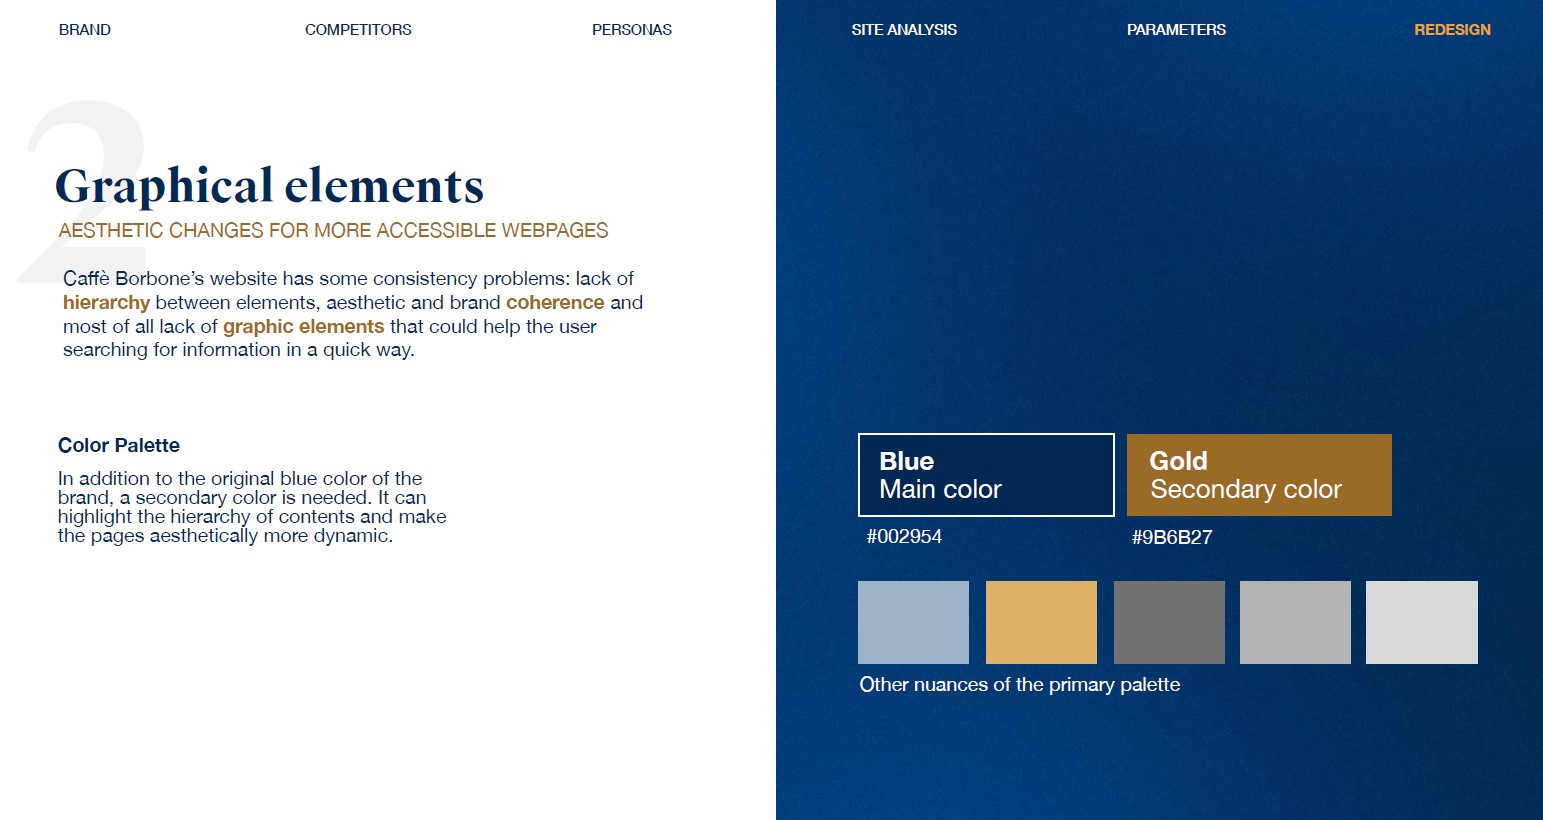 BRAND COMPETITORS PERSONAS SITE ANALYSIS PARAMETERS REDESIGN
2
Graphical elements
AESTHETIC CHANGES FOR MORE ACCESSIBLE WEBPAGES
Caffè Borbone’s website has some consistency problems: lack of
hierarchy between elements, aesthetic and brand coherence and
most of all lack of graphic elements that could help the user
searching for information in a quick way.
Color Palette
In addition to the original blue color of the
brand, a secondary color is needed. It can
highlight the hierarchy of contents and make
the pages aesthetically more dynamic.
Blue
Main color
#002954
Gold
Secondary color
#9B6B27
Other nuances of the primary palette